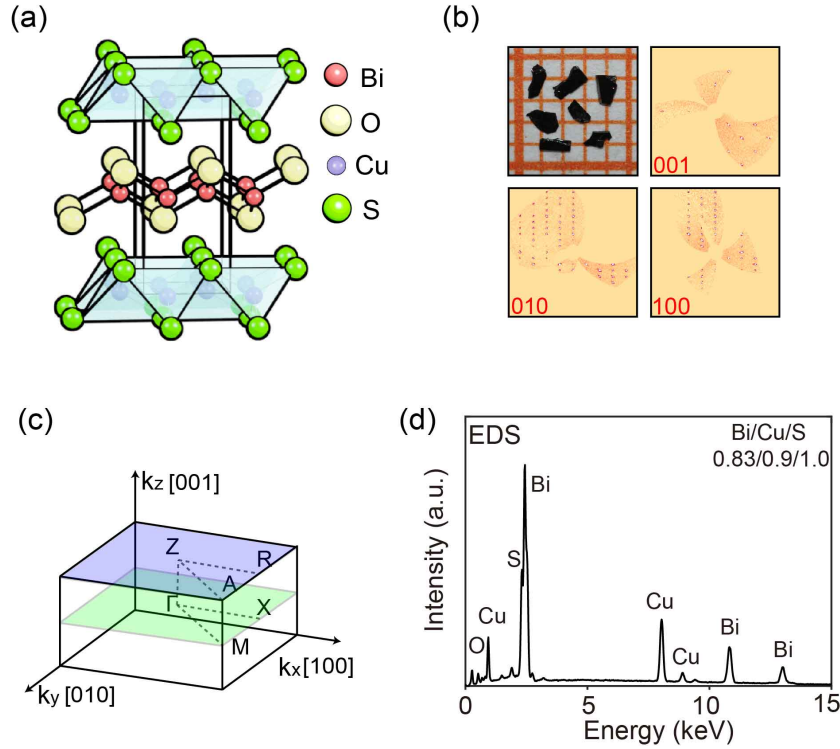 (a)
Bi
O
Cu
S
(b)
001
010
100
(c)
kz [001]
Z
R
A
Γ
X
M
kx [100]
ky [010]
(d)
EDS
Bi/Cu/S
0.83/0.9/1.0
Bi
S
Cu
O
Cu
Cu
Bi
Bi
Intensity (a.u.)
0
5
10
15
Energy (keV)